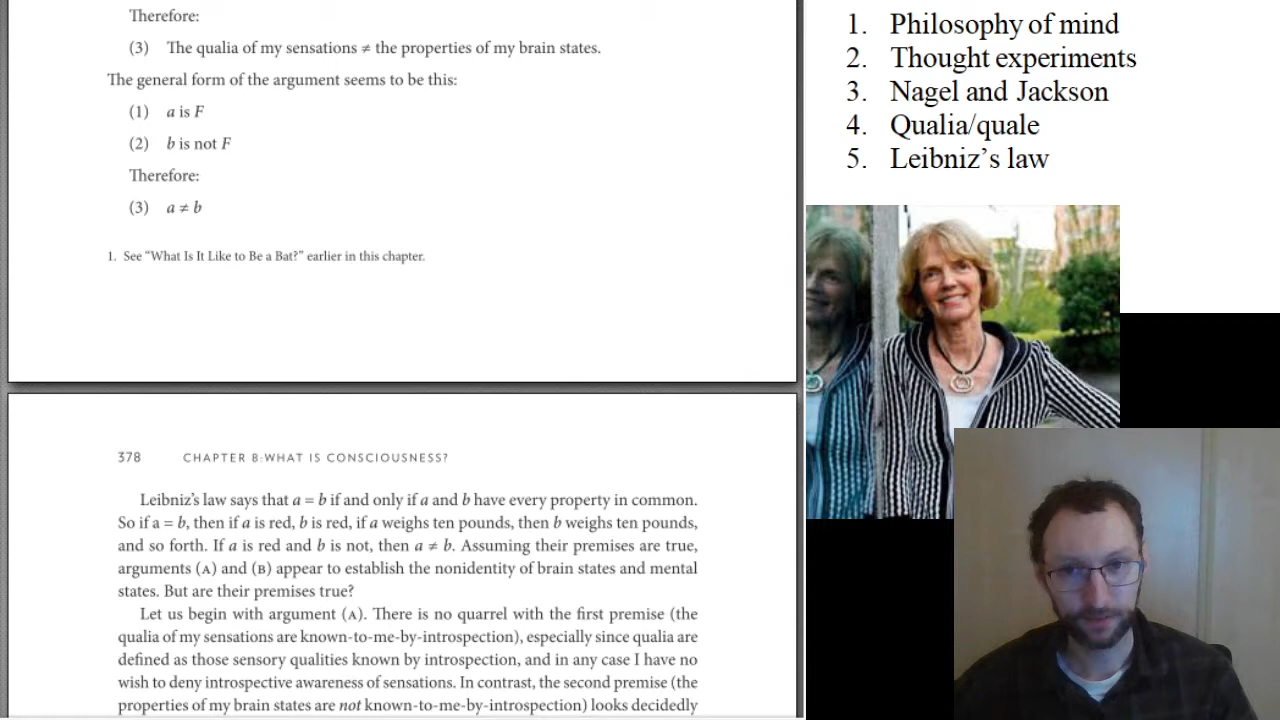 Therefore:
(3) The qualia of my sensations ≠ the properties of my brain states.
The general form of the argument seems to be this:
(1) a is F
(2) b is not F
Therefore:
(3) a ≠ b
1. See “What Is It Like to Be a Bat?” earlier in this chapter.
378 CHAPTER 8:WHAT IS CONSCIOUSNESS?
Leibniz’s law says that a = b if and only if a and b have every property in common.
So if a = b, then if a is red, b is red, if a weighs ten pounds, then b weighs ten pounds,
and so forth. If a is red and b is not, then a ≠ b. Assuming their premises are true,
arguments (A) and (B) appear to establish the nonidentity of brain states and mental
states. But are their premises true?
Let us begin with argument (A). There is no quarrel with the first premise (the
qualia of my sensations are known-to-me-by-introspection), especially since qualia are
defined as those sensory qualities known by introspection, and in any case I have no
wish to deny introspective awareness of sensations. In contrast, the second premise (the
properties of my brain states are not known-to-me-by-introspection) looks decidedly
1. Philosophy of mind
2. Thought experiments
3. Nagel and Jackson
4. Qualia/quale
5. Leibniz’s law